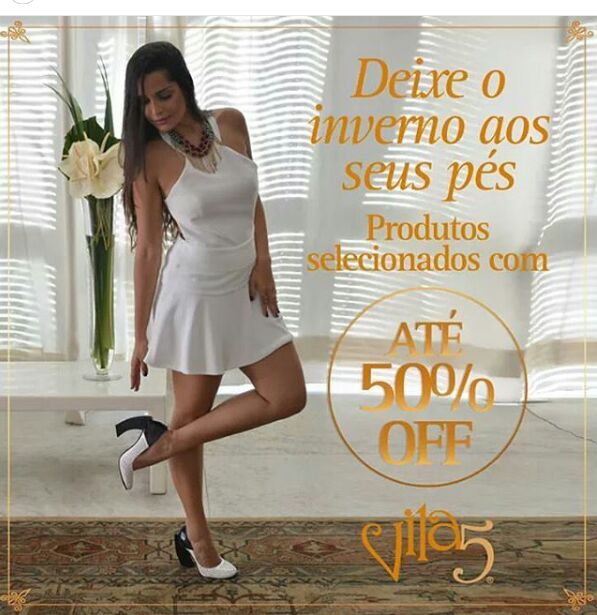 Deixe o
inverno aos
seus pés
Produtos
selecionados com
ATÉ
50%
OFF
Vita5